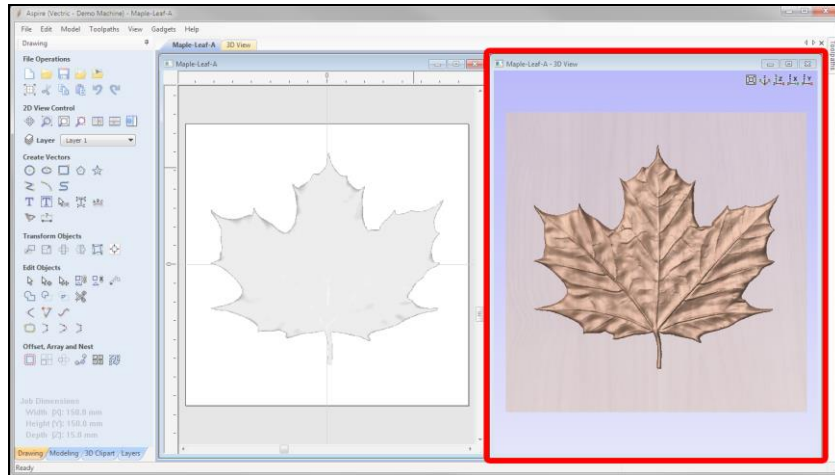 Aspire (Vectric - Demo Machine) - Maple-Leaf-A
File Edit Model Toolpaths View Gadgets Help
Drawing
Maple-Leaf-A 3D View
Toolpaths
File Operations
Maple-Leaf-A
Maple-Leaf-A - 3D View
2D View Control
Layer Layer 1
Create Vectors
Transform Objects
Edit Objects
Offset, Array and Nest
Job Dimensions
Width (X): 150.0 mm
Height (Y): 150.0 mm
Depth (Z): 15.0 mm
Drawing Modeling 3D Clipart Layers
Ready